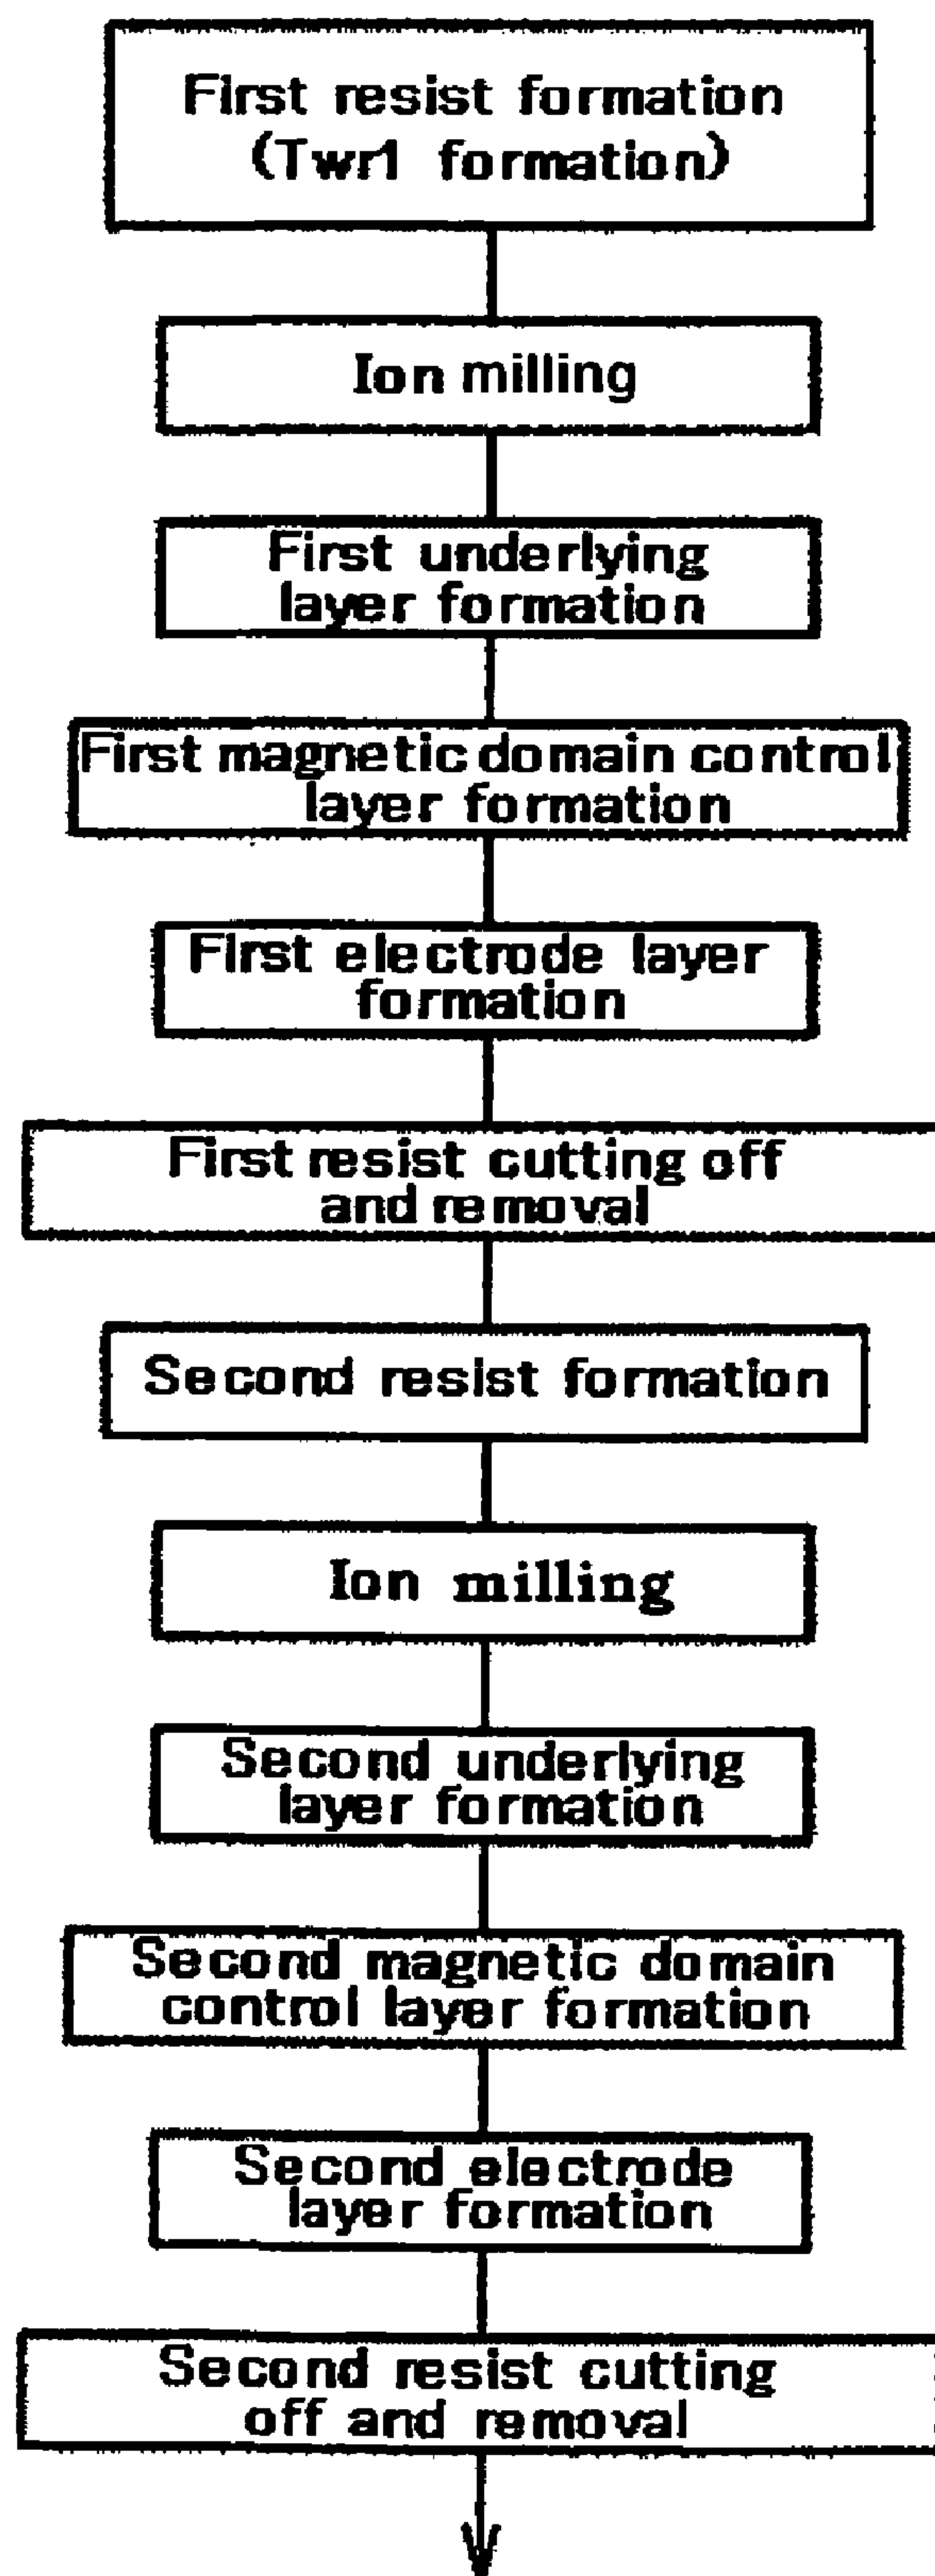 First resist formation
(Twr1 formation)
Ion milling
First underlying
layer formation
First magnetic domain control
layer formation
First electrode layer
formation
First resist cutting off
and removal
Second resist formation
Ion milling
Second underlying
layer formation
Second magnetic domain
control layer formation
Second electrode
layer formation
Second resist cutting
off and removal